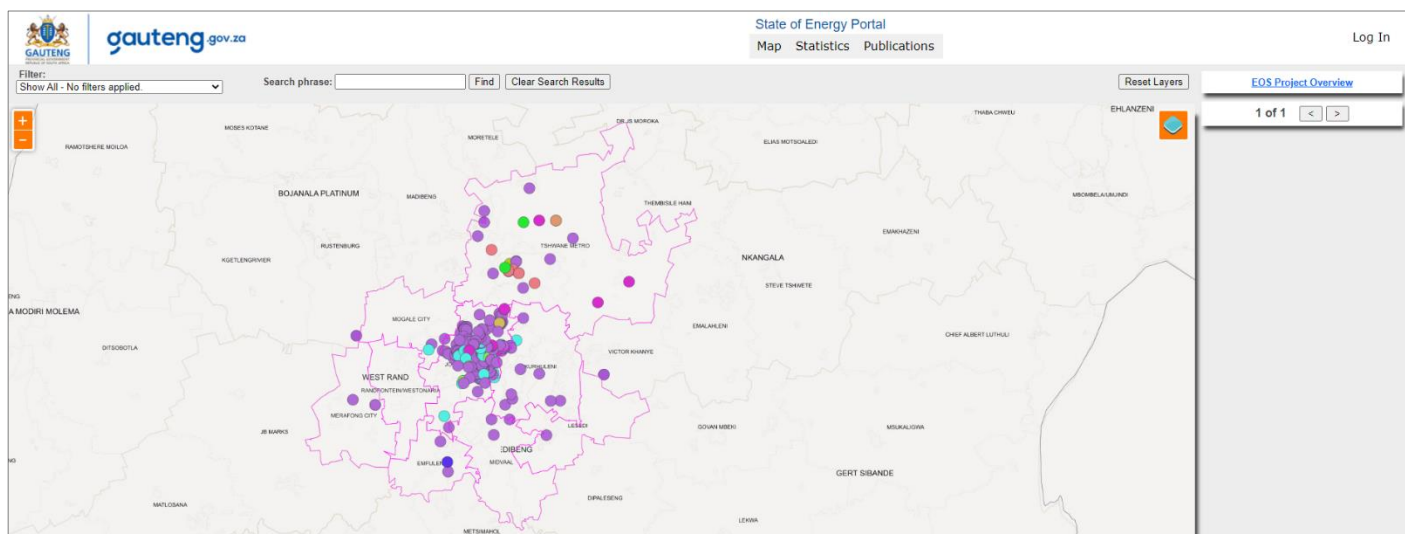 GAUTENG
gauteng.gov.za
State of Energy Portal
Map Statistics Publications
Log In
Filter:
Show All - No filters applied.
Search phrase:
Find
Clear Search Results
Reset Layers
EOS Project Overview
1 of 1 < >
+
−
EHLANZENI
THABA CHWEU
DR JS MOROKA
MOSES KOTANE
MORETELE
ELIAS MOTSOALEDI
RAMOTSHERE MOILOA
BOJANALA PLATINUM
MADIBENG
MBOMBELA/UMJINDI
THEMBISILE HANI
EMAKHAZENI
RUSTENBURG
TSHWANE METRO
KGETLENGRIVIER
NKANGALA
STEVE TSHWETE
A MODIRI MOLEMA
MOGALE CITY
EMALAHLENI
CHIEF ALBERT LUTHULI
DITSOBOTLA
VICTOR KHANYE
WEST RAND
RANDFONTEIN/WESTONARIA
MERAFONG CITY
LESEDI
GOVAN MBEKI
MSUKALIGWA
JB MARKS
EDIBENG
EMFULEN
MIDVAAL
GERT SIBANDE
MATLOSANA
DIPALESENG
LEKWA
METSIMAHOL